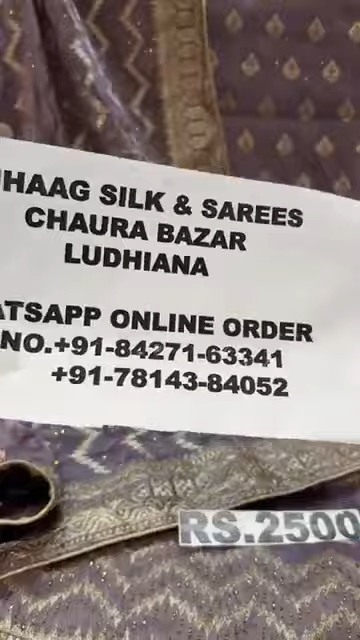 HAAG SILK & SAREES
CHAURA BAZAR
LUDHIANA
ATSAPP ONLINE ORDER
NO.+91-84271-63341
+91-78143-84052
RS.2500